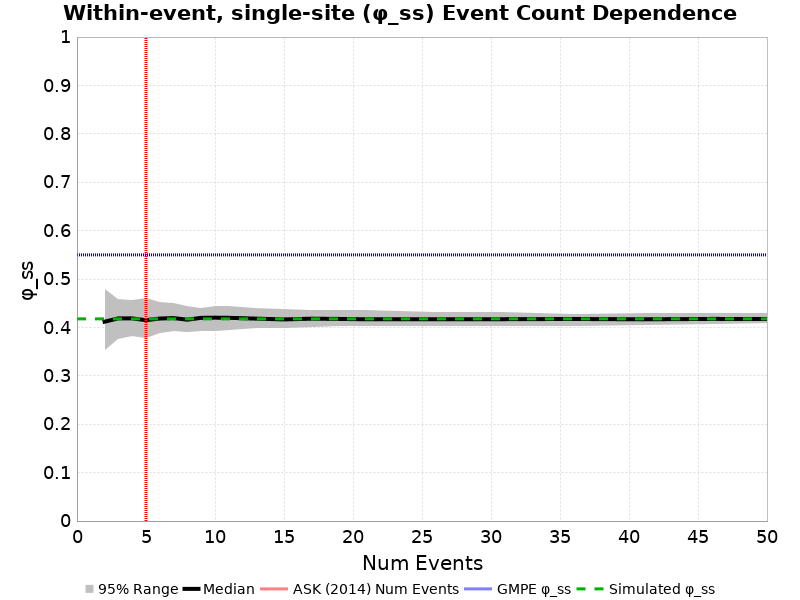 Within-event, single-site (φ_ss) Event Count Dependence
1
0.9
0.8
0.7
0.6
0.5
0.4
0.3
0.2
0.1
0
φ_ss
0 5 10 15 20 25 30 35 40 45 50
Num Events
95% Range Median ASK (2014) Num Events GMPE φ_ss Simulated φ_ss